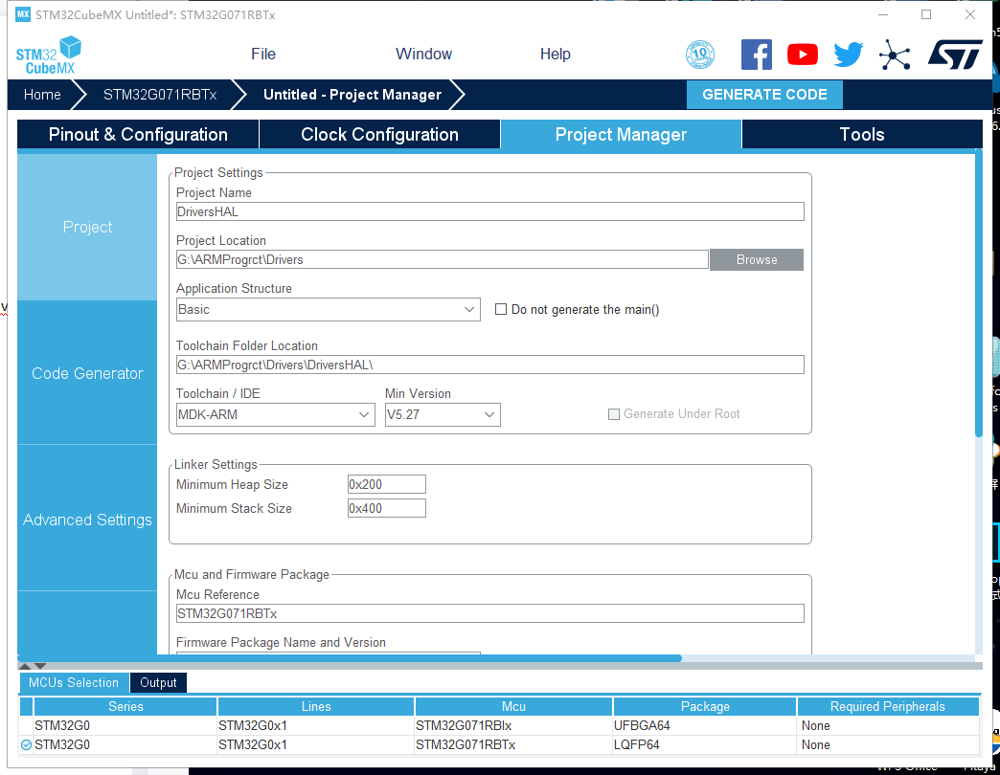 MX STM32CubeMX Untitled*: STM32G071RBTx
STM32 CubeMX
File Window Help
10
ST
Home STM32G071RBTx Untitled - Project Manager GENERATE CODE
Pinout & Configuration Clock Configuration Project Manager Tools
Project
Code Generator
Advanced Settings
Project Settings
Project Name
DriversHAL
Project Location
G:\ARMProgrct\Drivers Browse
Application Structure
Basic Do not generate the main()
Toolchain Folder Location
G:\ARMProgrct\Drivers\DriversHAL\
Toolchain / IDE Min Version
MDK-ARM V5.27 Generate Under Root
Linker Settings
Minimum Heap Size 0x200
Minimum Stack Size 0x400
Mcu and Firmware Package
Mcu Reference
STM32G071RBTx
Firmware Package Name and Version
MCUs Selection Output
Series Lines Mcu Package Required Peripherals
STM32G0 STM32G0x1 STM32G071RBIx UFBGA64 None
STM32G0 STM32G0x1 STM32G071RBTx LQFP64 None